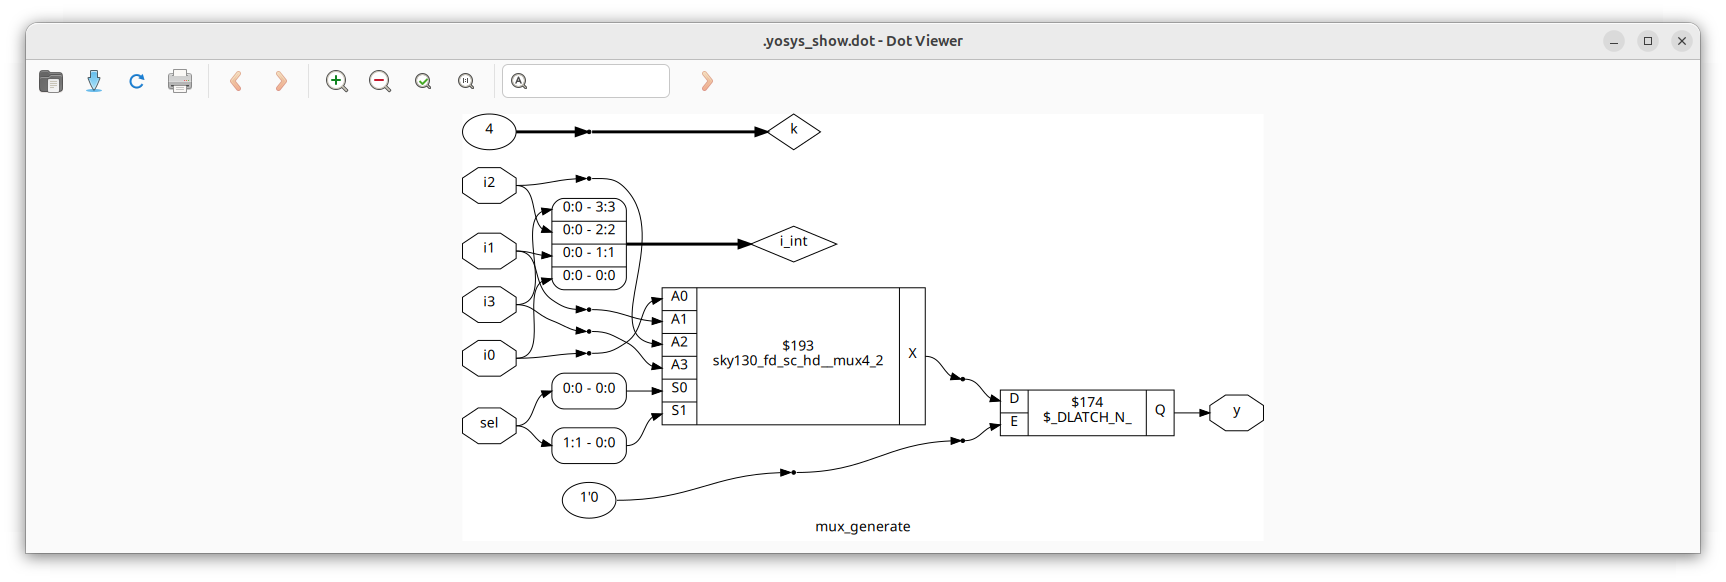 .yosys_show.dot - Dot Viewer
4
k
i2
0:0 - 3:3
0:0 - 2:2
0:0 - 1:1
0:0 - 0:0
i_int
i1
i3
i0
A0
A1
A2
A3
S0
S1
$193
sky130_fd_sc_hd__mux4_2
X
sel
0:0 - 0:0
1:1 - 0:0
D
E
$174
$_DLATCH_N_
Q
y
1'0
mux_generate